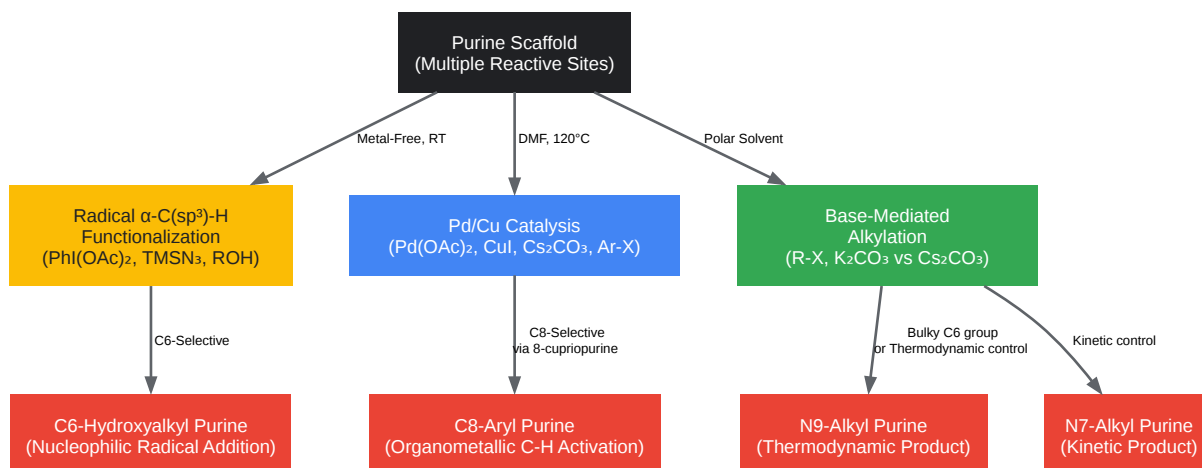 Purine Scaffold
(Multiple Reactive Sites)
Metal-Free, RT
DMF, 120°C
Polar Solvent
Radical α-C(sp³)-H
Functionalization
(PhI(OAc)₂, TMSN₃, ROH)
Pd/Cu Catalysis
(Pd(OAc)₂, CuI, Cs₂CO₃, Ar-X)
Base-Mediated
Alkylation
(R-X, K₂CO₃ vs Cs₂CO₃)
C6-Selective
C8-Selective
via 8-cupriopurine
Bulky C6 group
or Thermodynamic control
Kinetic control
C6-Hydroxyalkyl Purine
(Nucleophilic Radical Addition)
C8-Aryl Purine
(Organometallic C-H Activation)
N9-Alkyl Purine
(Thermodynamic Product)
N7-Alkyl Purine
(Kinetic Product)